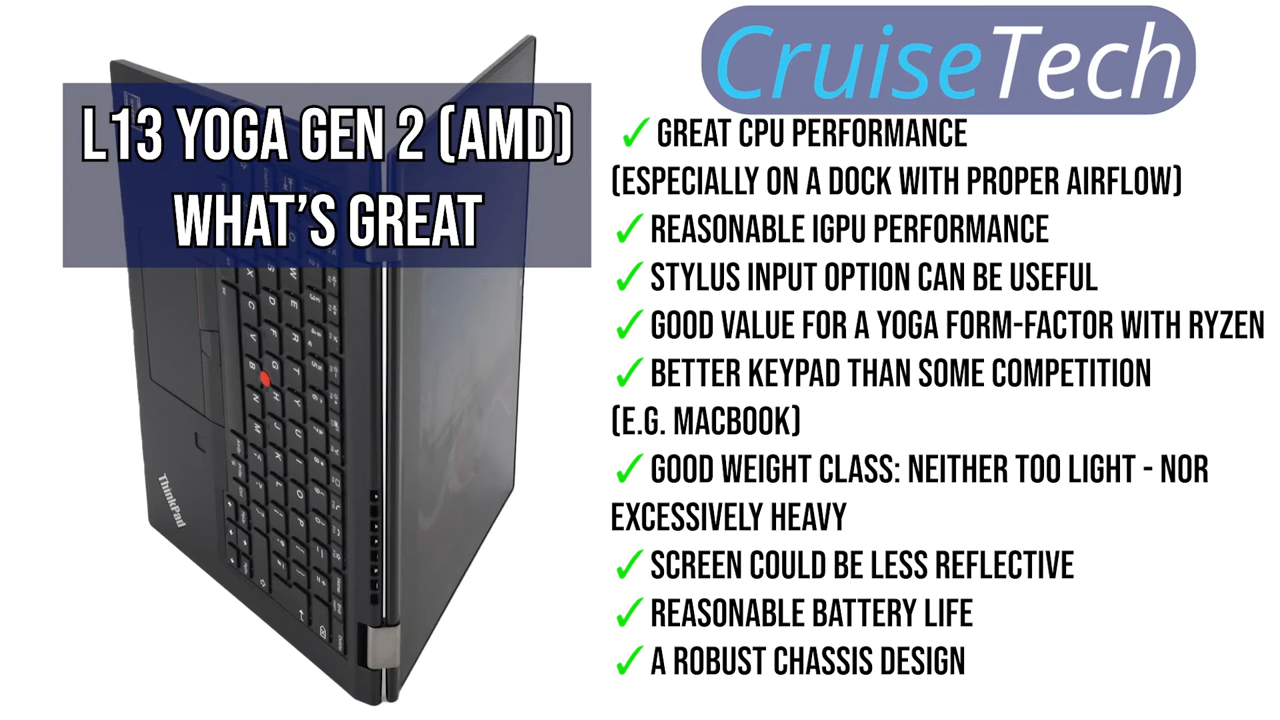 CruiseTech
L13 YOGA GEN 2 (AMD)
WHAT'S GREAT
✓ GREAT CPU PERFORMANCE
(ESPECIALLY ON A DOCK WITH PROPER AIRFLOW)
✓ REASONABLE IGPU PERFORMANCE
✓ STYLUS INPUT OPTION CAN BE USEFUL
✓ GOOD VALUE FOR A YOGA FORM-FACTOR WITH RYZEN
✓ BETTER KEYPAD THAN SOME COMPETITION
(E.G. MACBOOK)
✓ GOOD WEIGHT CLASS: NEITHER TOO LIGHT - NOR
EXCESSIVELY HEAVY
✓ SCREEN COULD BE LESS REFLECTIVE
✓ REASONABLE BATTERY LIFE
✓ A ROBUST CHASSIS DESIGN
ThinkPad